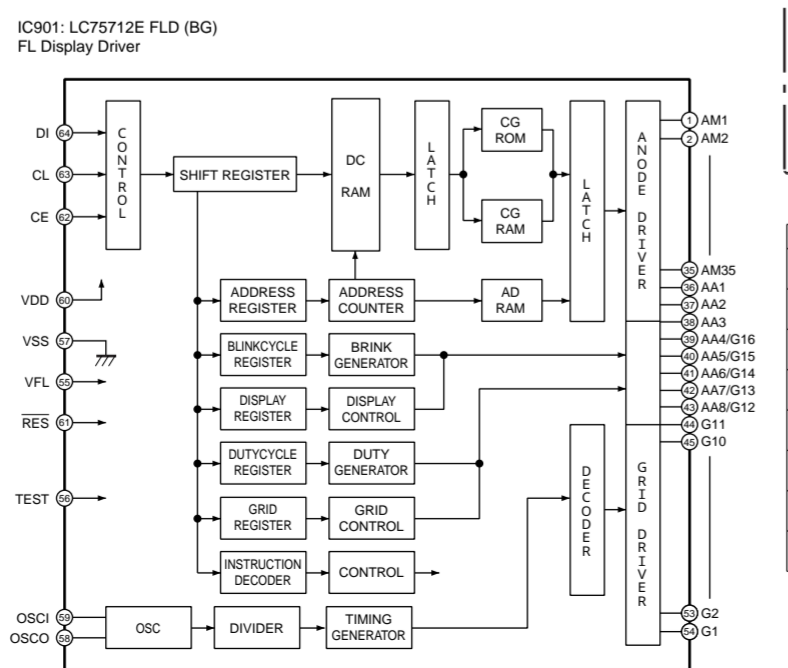 IC901: LC75712E FLD (BG)
FL Display Driver
DI 64
CL 63
CE 62
VDD 60
VSS 57
VFL 55
RES 61
TEST 56
OSCI 59
OSCO 58
CONTROL
SHIFT REGISTER
DC
RAM
LATCH
CG
ROM
CG
RAM
LATCH
ANODE DRIVER
ADDRESS
REGISTER
ADDRESS
COUNTER
AD
RAM
BLINKCYCLE
REGISTER
BRINK
GENERATOR
DISPLAY
REGISTER
DISPLAY
CONTROL
DUTYCYCLE
REGISTER
DUTY
GENERATOR
GRID
REGISTER
GRID
CONTROL
INSTRUCTION
DECODER
CONTROL
OSC
DIVIDER
TIMING
GENERATOR
DECODER
GRID DRIVER
1 AM1
2 AM2
35 AM35
36 AA1
37 AA2
38 AA3
39 AA4/G16
40 AA5/G15
41 AA6/G14
42 AA7/G13
43 AA8/G12
44 G11
45 G10
53 G2
54 G1